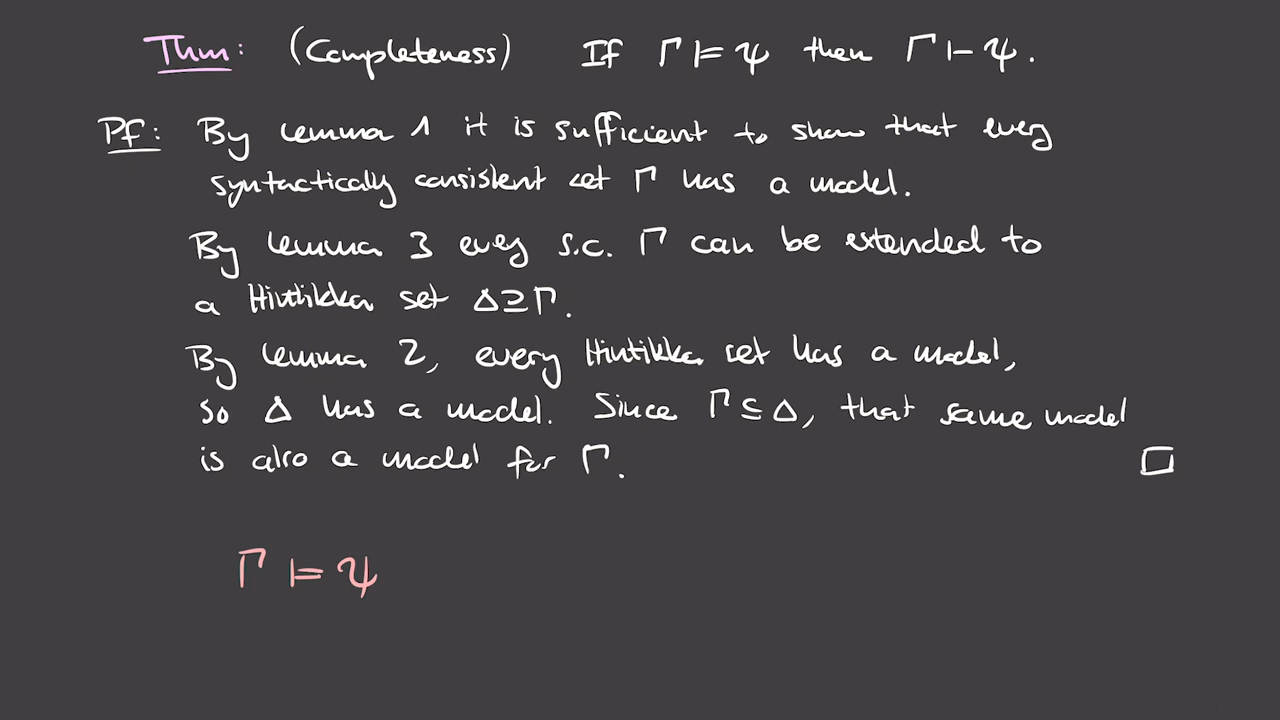 Thm: (Completeness) If Γ ⊨ ψ then Γ ⊢ ψ.
Pf: By Lemma 1 it is sufficient to show that every
syntactically consistent set Γ has a model.
By Lemma 3 every s.c. Γ can be extended to
a Hintikka set Δ ⊇ Γ.
By Lemma 2, every Hintikka set has a model,
so Δ has a model. Since Γ ⊆ Δ, that same model
is also a model for Γ. □
Γ ⊨ ψ